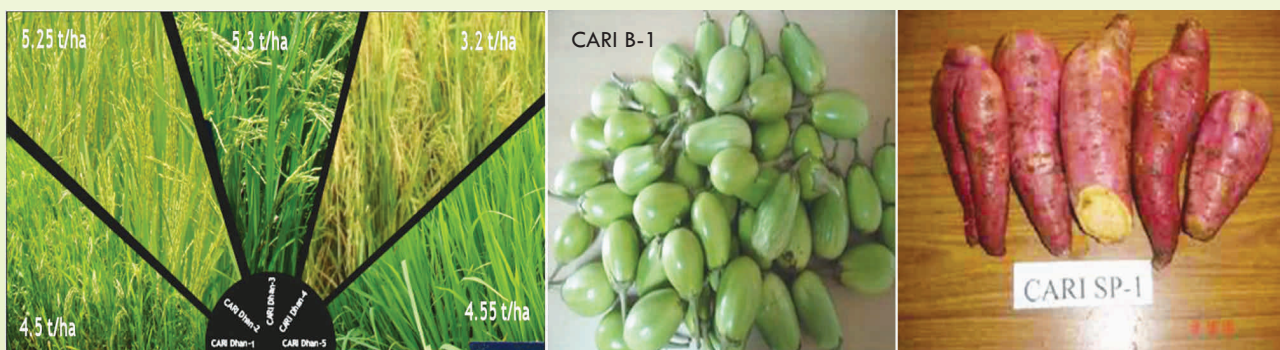 5.25 t/ha
5.3 t/ha
3.2 t/ha
4.5 t/ha
4.55 t/ha
CARI Dhan-1
CARI Dhan-2
CARI Dhan-3
CARI Dhan-4
CARI Dhan-5
CARI B-1
CARI SP-1